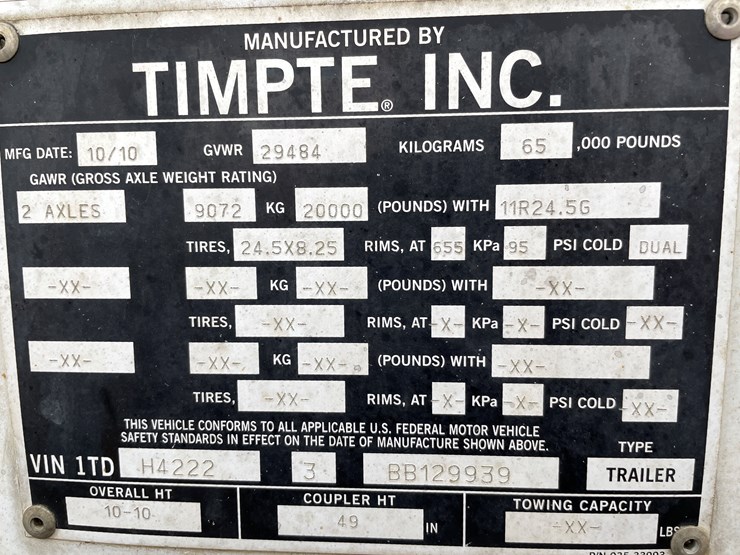 MANUFACTURED BY
TIMPTE® INC.
MFG DATE: 10/10 GVWR 29484 KILOGRAMS 65 ,000 POUNDS
GAWR (GROSS AXLE WEIGHT RATING)
2 AXLES 9072 KG 20000 (POUNDS) WITH 11R24.5G
TIRES, 24.5X8.25 RIMS, AT 655 KPa 95 PSI COLD DUAL
-XX- -XX- KG -XX- (POUNDS) WITH -XX-
TIRES, -XX- RIMS, AT -X- KPa -X- PSI COLD -XX-
-XX- -XX- KG -XX- (POUNDS) WITH -XX-
TIRES, -XX- RIMS, AT -X- KPa -X- PSI COLD -XX-
THIS VEHICLE CONFORMS TO ALL APPLICABLE U.S. FEDERAL MOTOR VEHICLE
SAFETY STANDARDS IN EFFECT ON THE DATE OF MANUFACTURE SHOWN ABOVE.
TYPE
VIN 1TD H4222 3 BB129939 TRAILER
OVERALL HT COUPLER HT TOWING CAPACITY
10-10 49 IN -XX- LBS